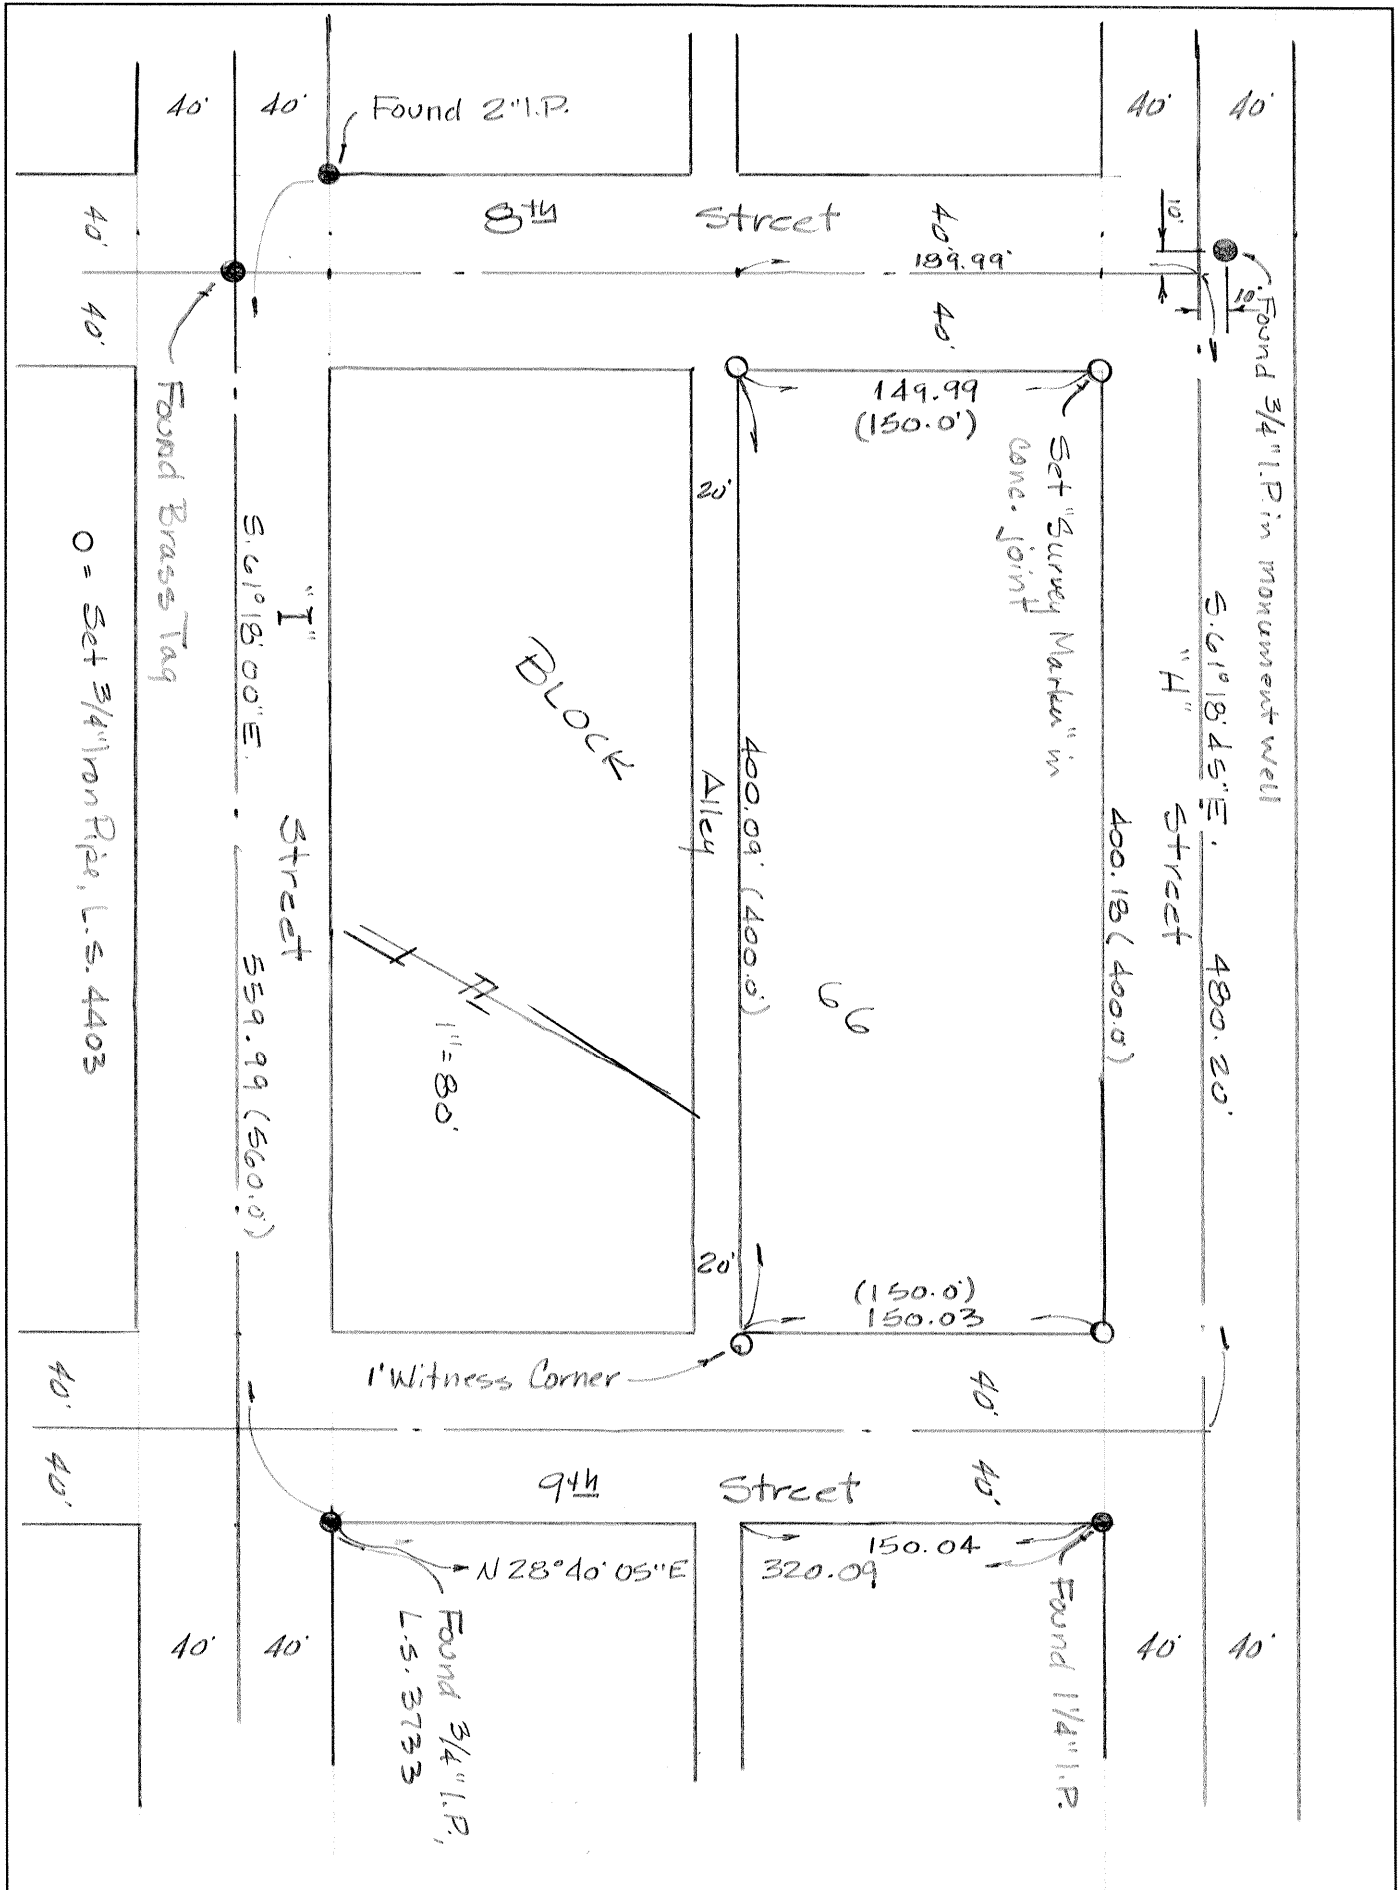 40'
40'
Found 2" I.P.
40'
40'
8th Street
40'
189.99'
40'
40'
40'
10'
10'
Found 3/4" I.P. in monument well
Found Brass Tag
149.99
(150.0')
Set "Survey Marker" in
conc. joint
20'
S.61°18'00"E.
559.99 (560.0')
"I" Street
BLOCK
66
Alley
400.09' (400.0')
400.18 (400.0')
"H" Street
S.61°18'45"E.
480.20'
O = Set 3/4" Iron Pipe, L.S. 4403
1"=80'
20'
(150.0')
150.03
1' Witness Corner
40'
40'
40'
40'
9th Street
N 28°40'05"E
320.09
150.04
Found 3/4" I.P.,
L.S. 3733
Found 1 1/4" I.P.
40'
40'
40'
40'